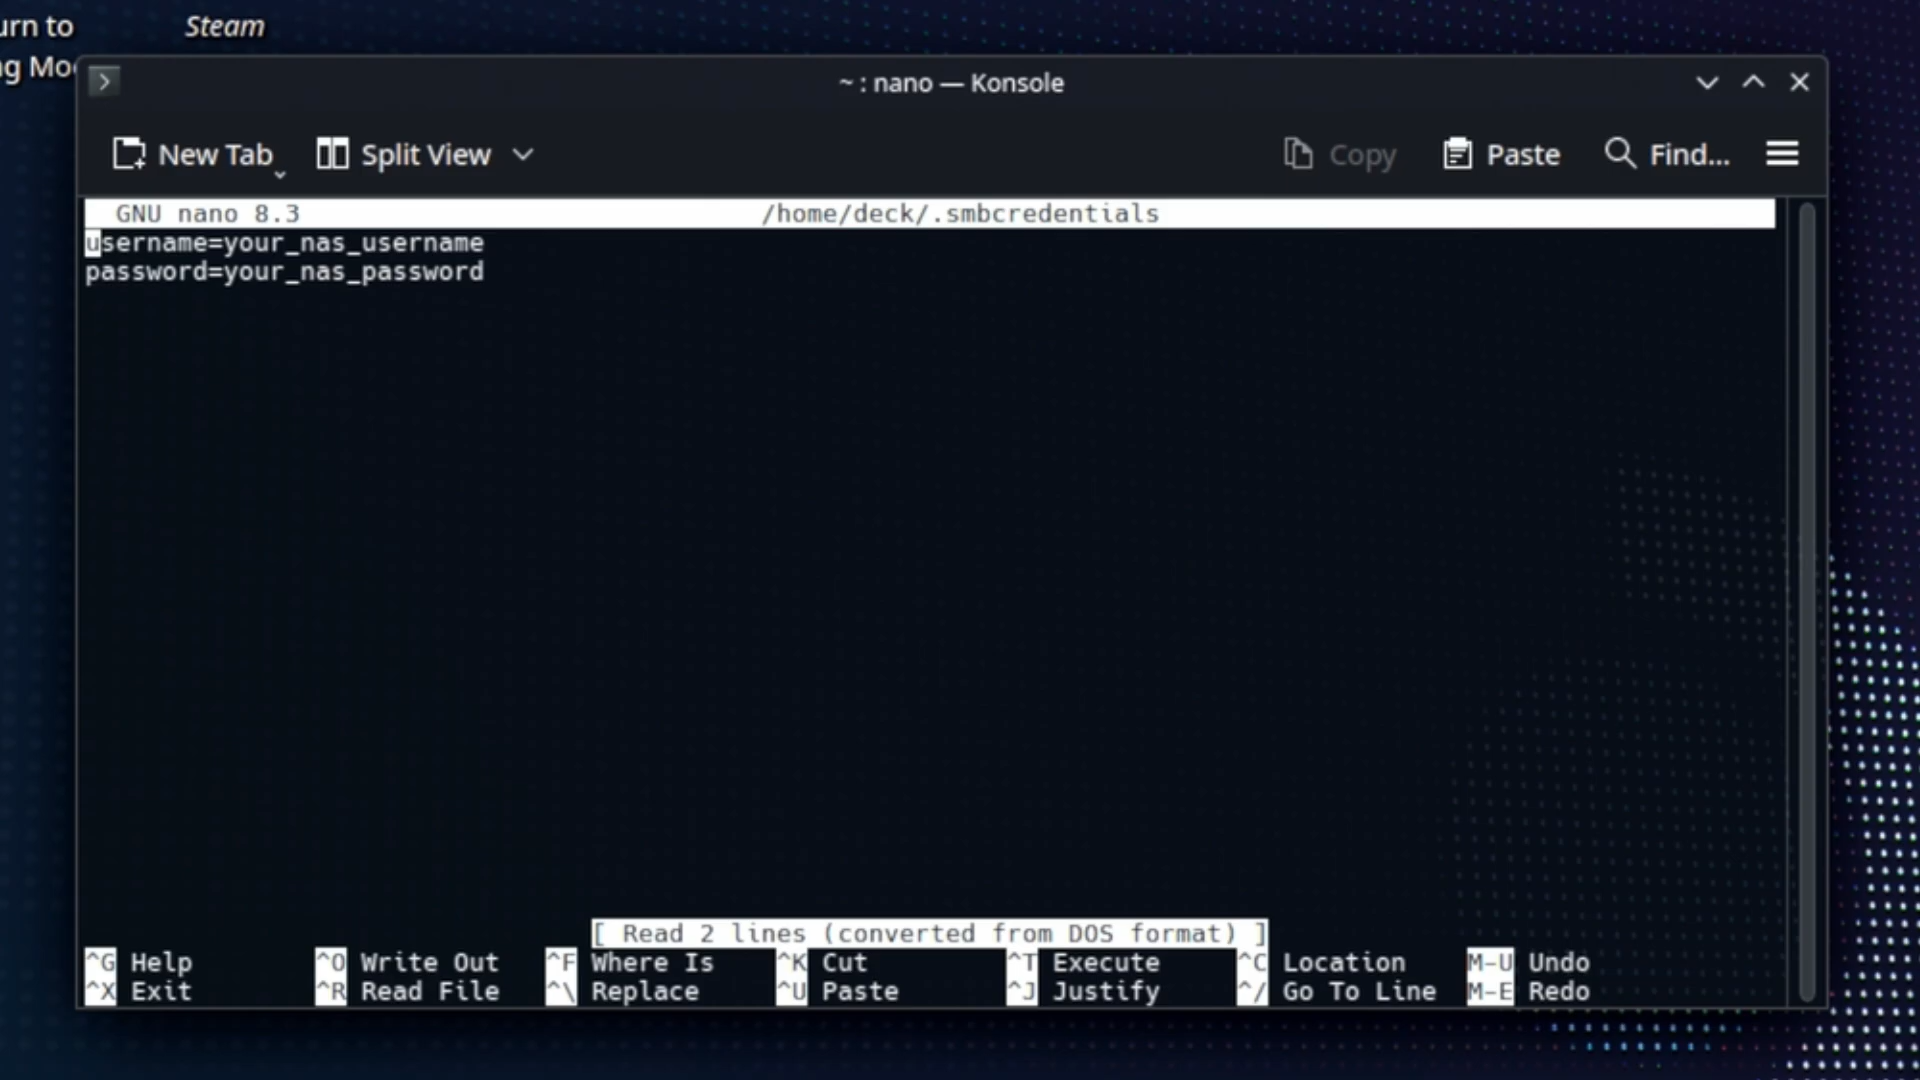 urn to
Steam
ng Mo
~ : nano — Konsole
New Tab
Split View
Copy
Paste
Find...
GNU nano 8.3
/home/deck/.smbcredentials
username=your_nas_username
password=your_nas_password
[ Read 2 lines (converted from DOS format) ]
^G Help ^O Write Out ^F Where Is ^K Cut ^T Execute ^C Location M-U Undo
^X Exit ^R Read File ^\ Replace ^U Paste ^J Justify ^/ Go To Line M-E Redo